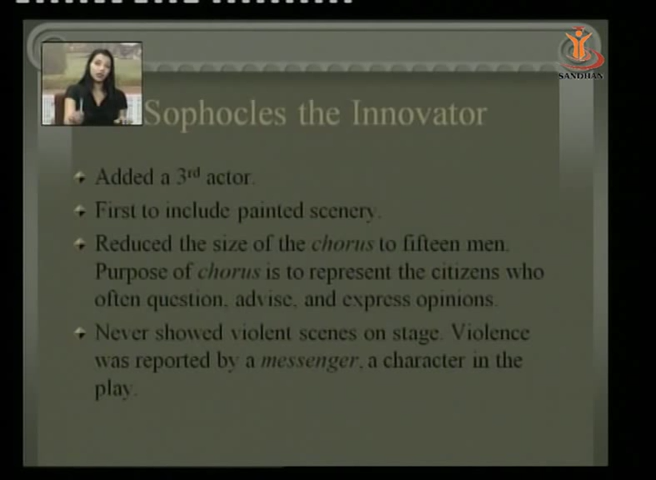 SANDHAN
Sophocles the Innovator
Added a 3rd actor.
First to include painted scenery.
Reduced the size of the chorus to fifteen men.
Purpose of chorus is to represent the citizens who
often question, advise, and express opinions.
Never showed violent scenes on stage. Violence
was reported by a messenger, a character in the
play.